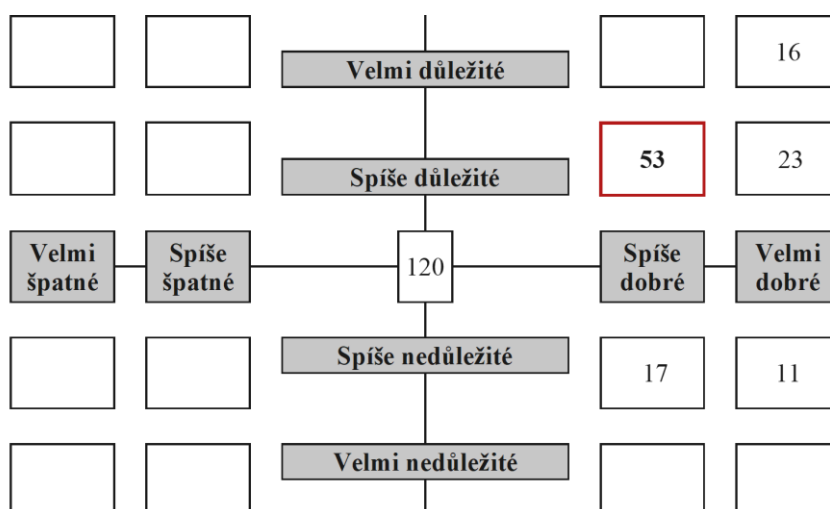 16
Velmi důležité
53
23
Spíše důležité
Velmi
špatné
Spíše
špatné
120
Spíše
dobré
Velmi
dobré
Spíše nedůležité
17
11
Velmi nedůležité